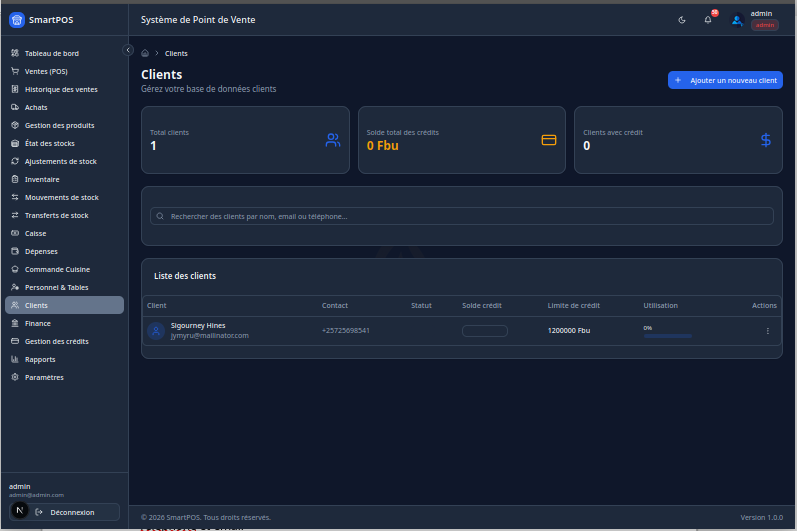 SmartPOS
Système de Point de Vente
admin
admin
Tableau de bord
Ventes (POS)
Historique des ventes
Achats
Gestion des produits
État des stocks
Ajustements de stock
Inventaire
Mouvements de stock
Transferts de stock
Caisse
Dépenses
Commande Cuisine
Personnel & Tables
Clients
Finance
Gestion des crédits
Rapports
Paramètres
admin
admin@admin.com
N
Déconnexion
Clients
Clients
Gérez votre base de données clients
Ajouter un nouveau client
Total clients
1
Solde total des crédits
0 Fbu
Clients avec crédit
0
Rechercher des clients par nom, email ou téléphone...
Liste des clients
Client Contact Statut Solde crédit Limite de crédit Utilisation Actions
Sigourney Hines
jymyru@mailinator.com
+25725698541
1200000 Fbu
0%
© 2026 SmartPOS. Tous droits réservés.
Version 1.0.0